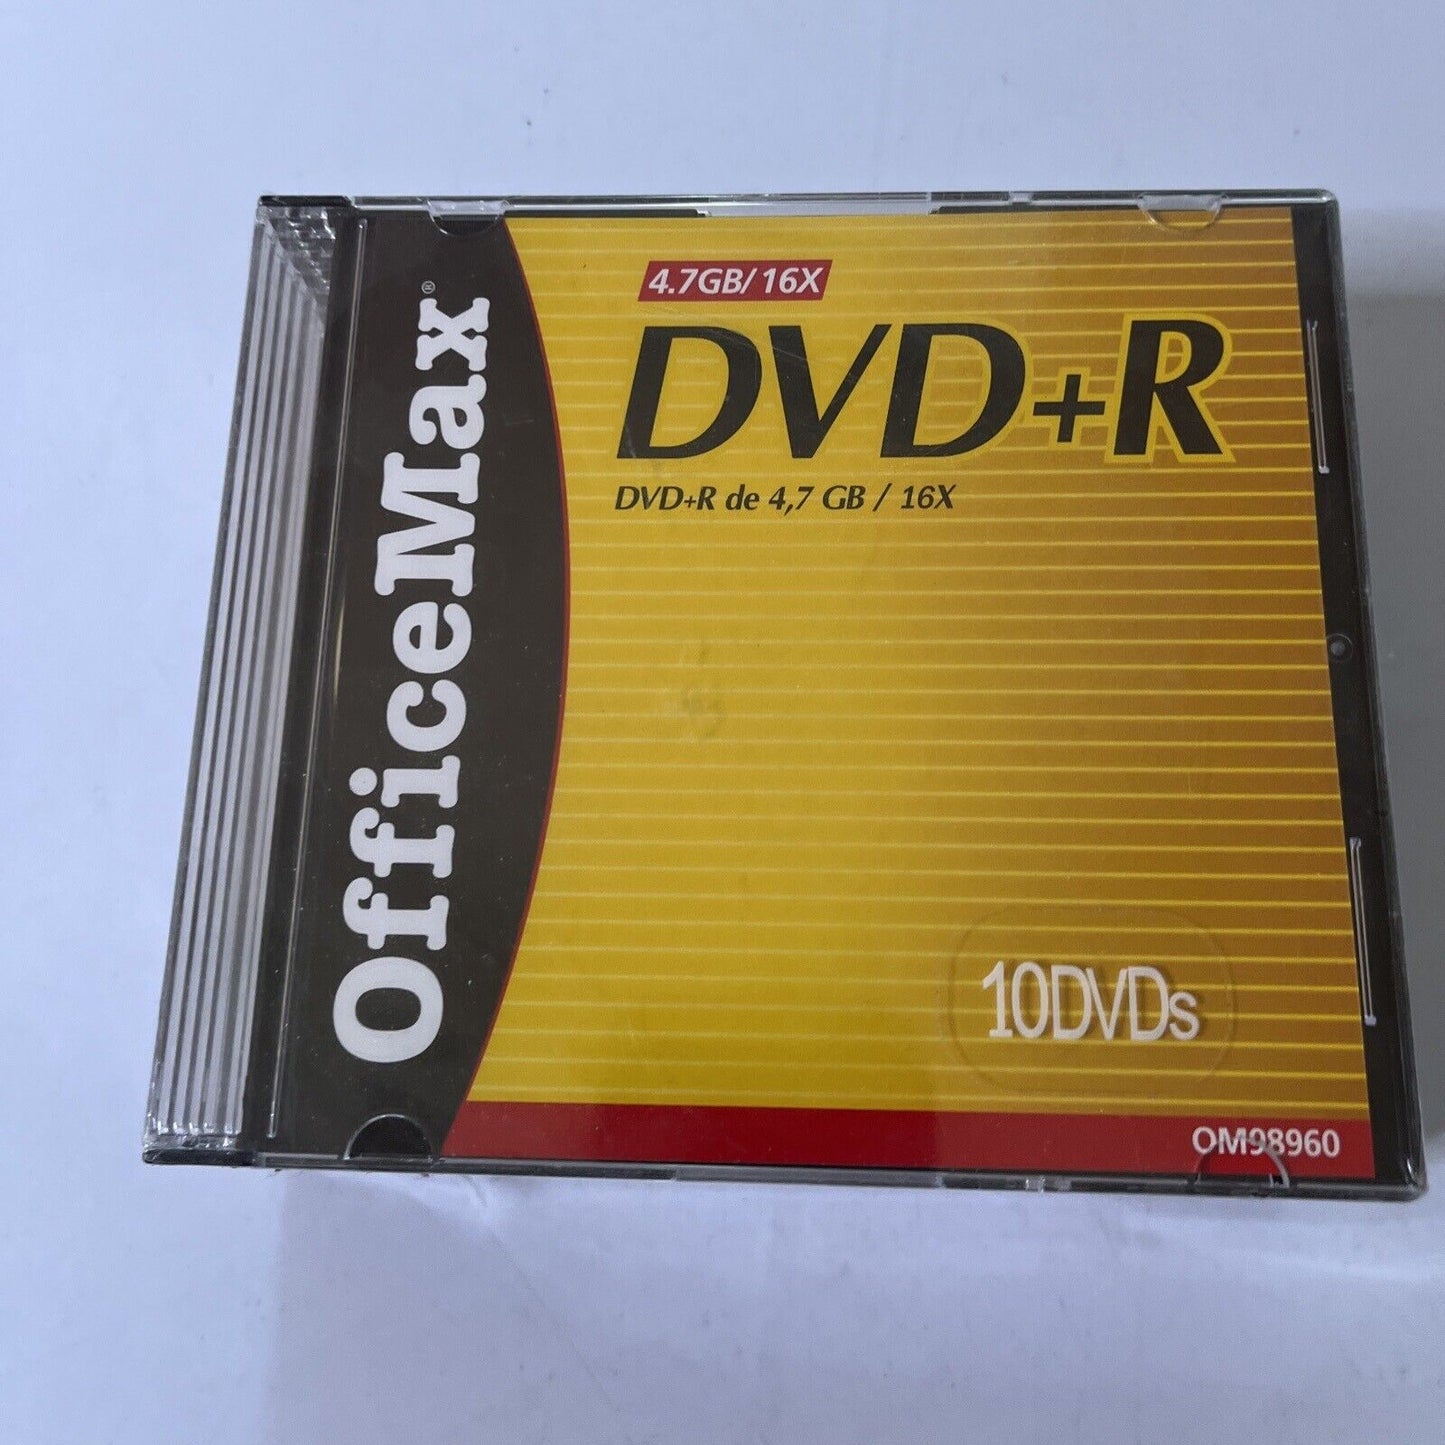 OfficeMax®
4.7GB/16X
DVD+R
DVD+R de 4,7 GB / 16X
10DVDs
OM98960